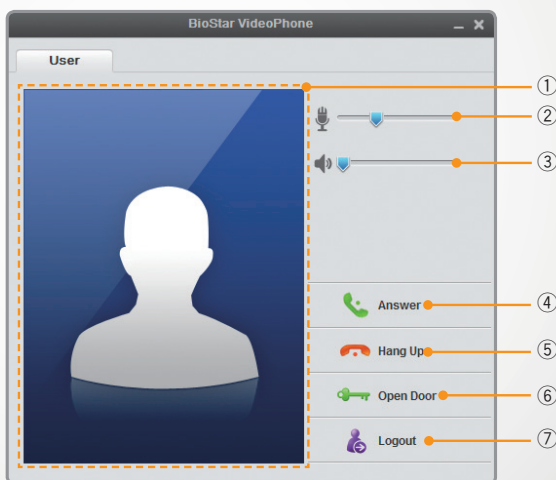 BioStar VideoPhone
User
①
②
③
④ Answer
⑤ Hang Up
⑥ Open Door
⑦ Logout